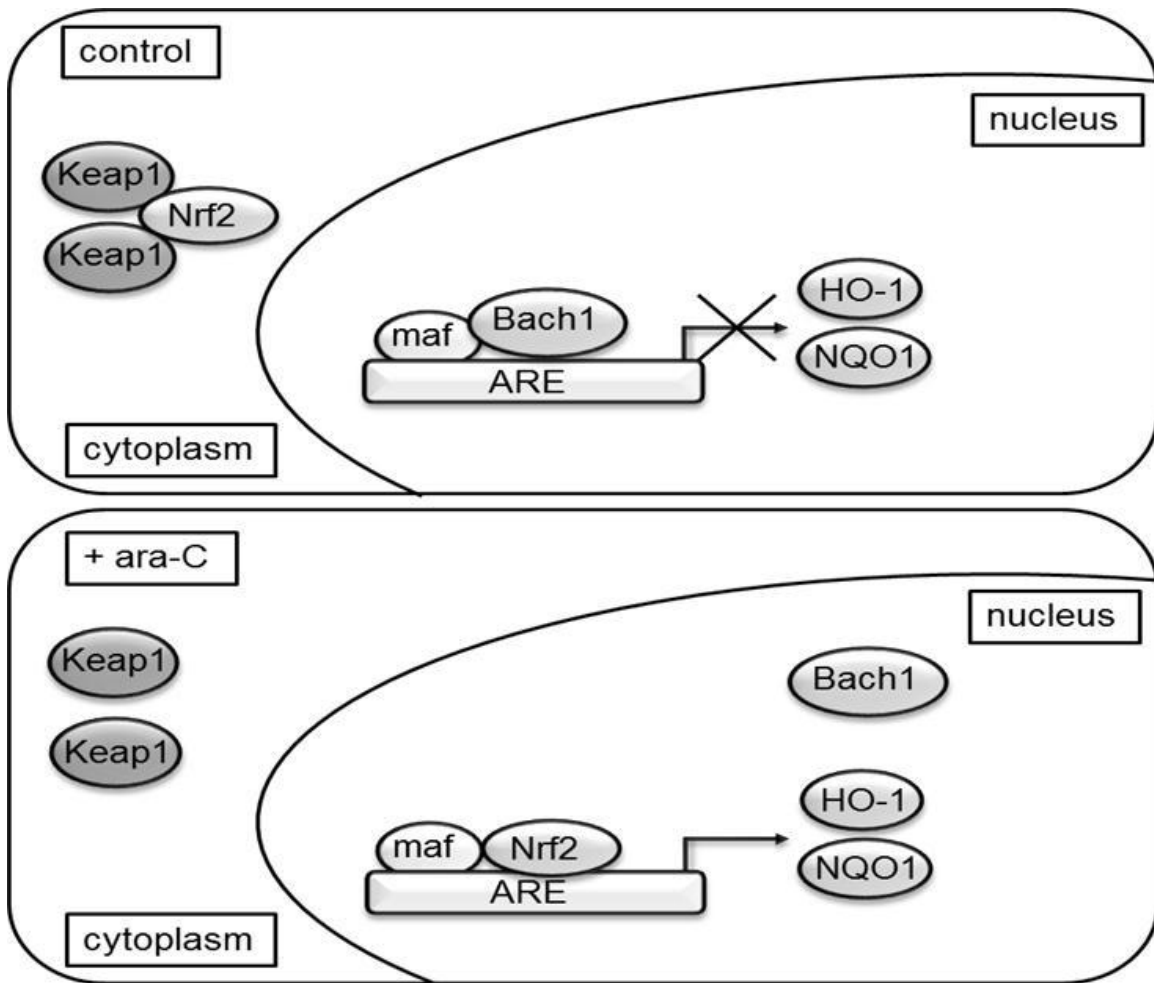 control
nucleus
Keap1
Nrf2
Keap1
HO-1
Bach1
maf
NQO1
ARE
cytoplasm
+ ara-C
nucleus
Keap1
Bach1
Keap1
HO-1
maf
Nrf2
NQO1
ARE
cytoplasm